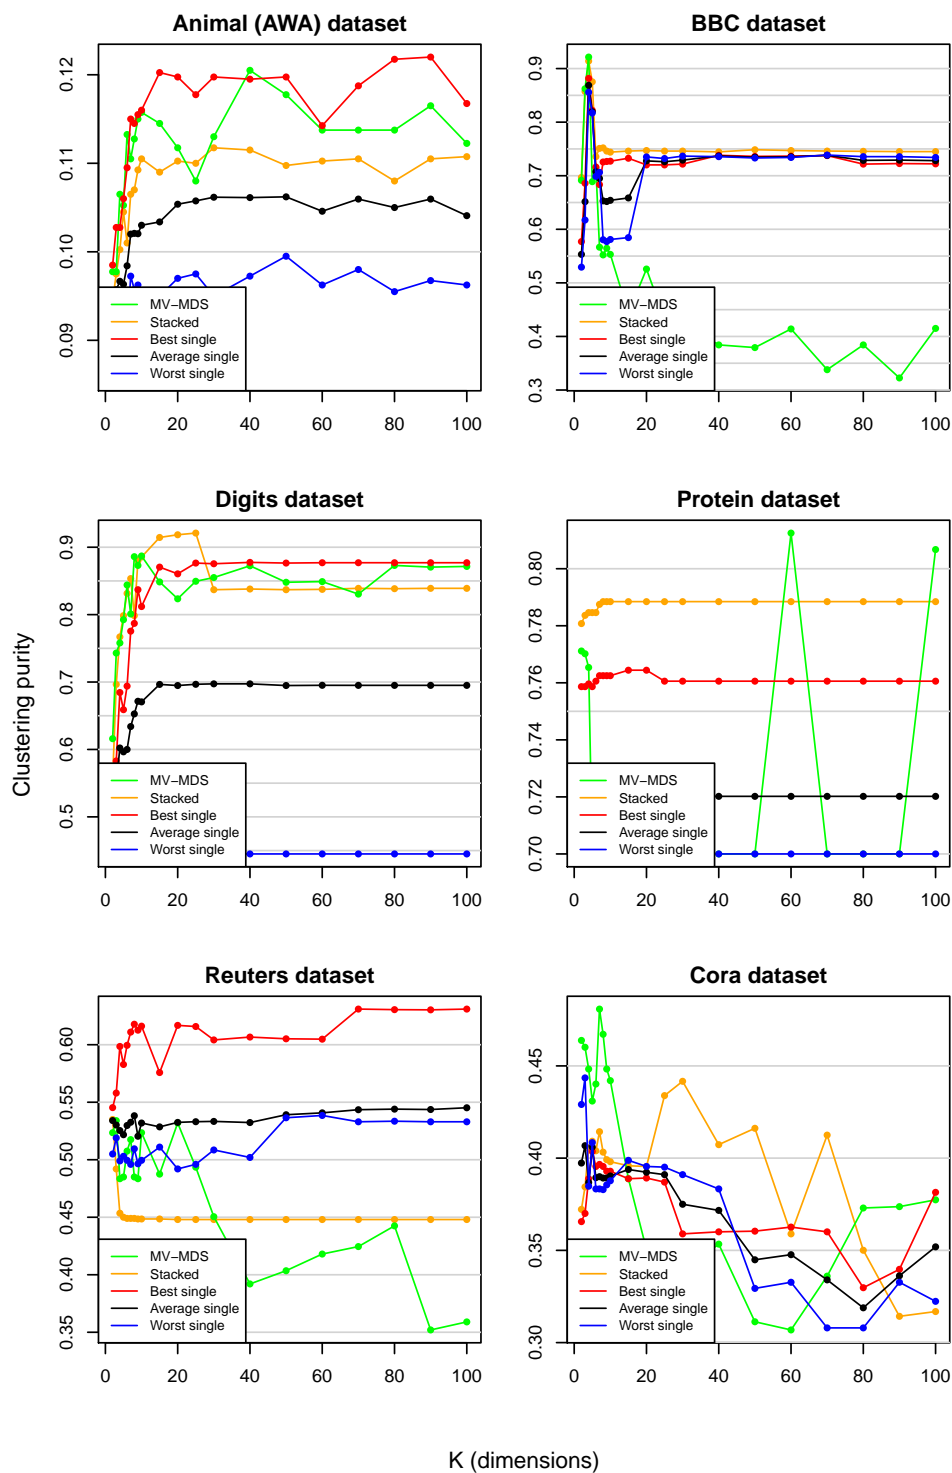 Animal (AWA) dataset
0.12
0.11
0.10
0.09
MV−MDS
Stacked
Best single
Average single
Worst single
0 20 40 60 80 100
BBC dataset
0.9
0.8
0.7
0.6
0.5
0.4
0.3
MV−MDS
Stacked
Best single
Average single
Worst single
0 20 40 60 80 100
Digits dataset
0.9
0.8
0.7
0.6
0.5
MV−MDS
Stacked
Best single
Average single
Worst single
0 20 40 60 80 100
Protein dataset
0.80
0.78
0.76
0.74
0.72
0.70
MV−MDS
Stacked
Best single
Average single
Worst single
0 20 40 60 80 100
Clustering purity
Reuters dataset
0.60
0.55
0.50
0.45
0.40
0.35
MV−MDS
Stacked
Best single
Average single
Worst single
0 20 40 60 80 100
Cora dataset
0.45
0.40
0.35
0.30
MV−MDS
Stacked
Best single
Average single
Worst single
0 20 40 60 80 100
K (dimensions)